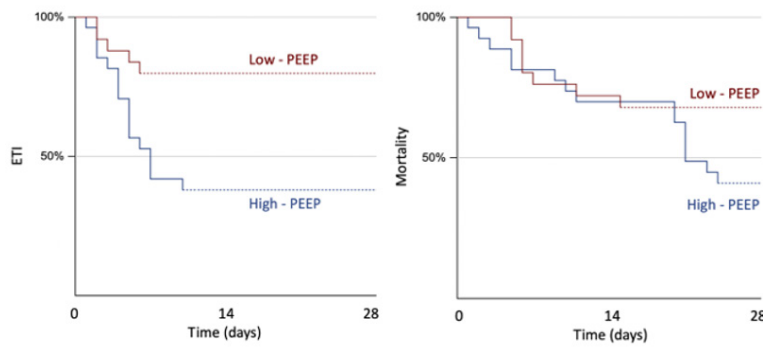 100%
Low - PEEP
ETI
50%
High - PEEP
0
14
28
Time (days)
100%
Low - PEEP
Mortality
50%
High - PEEP
0
14
28
Time (days)